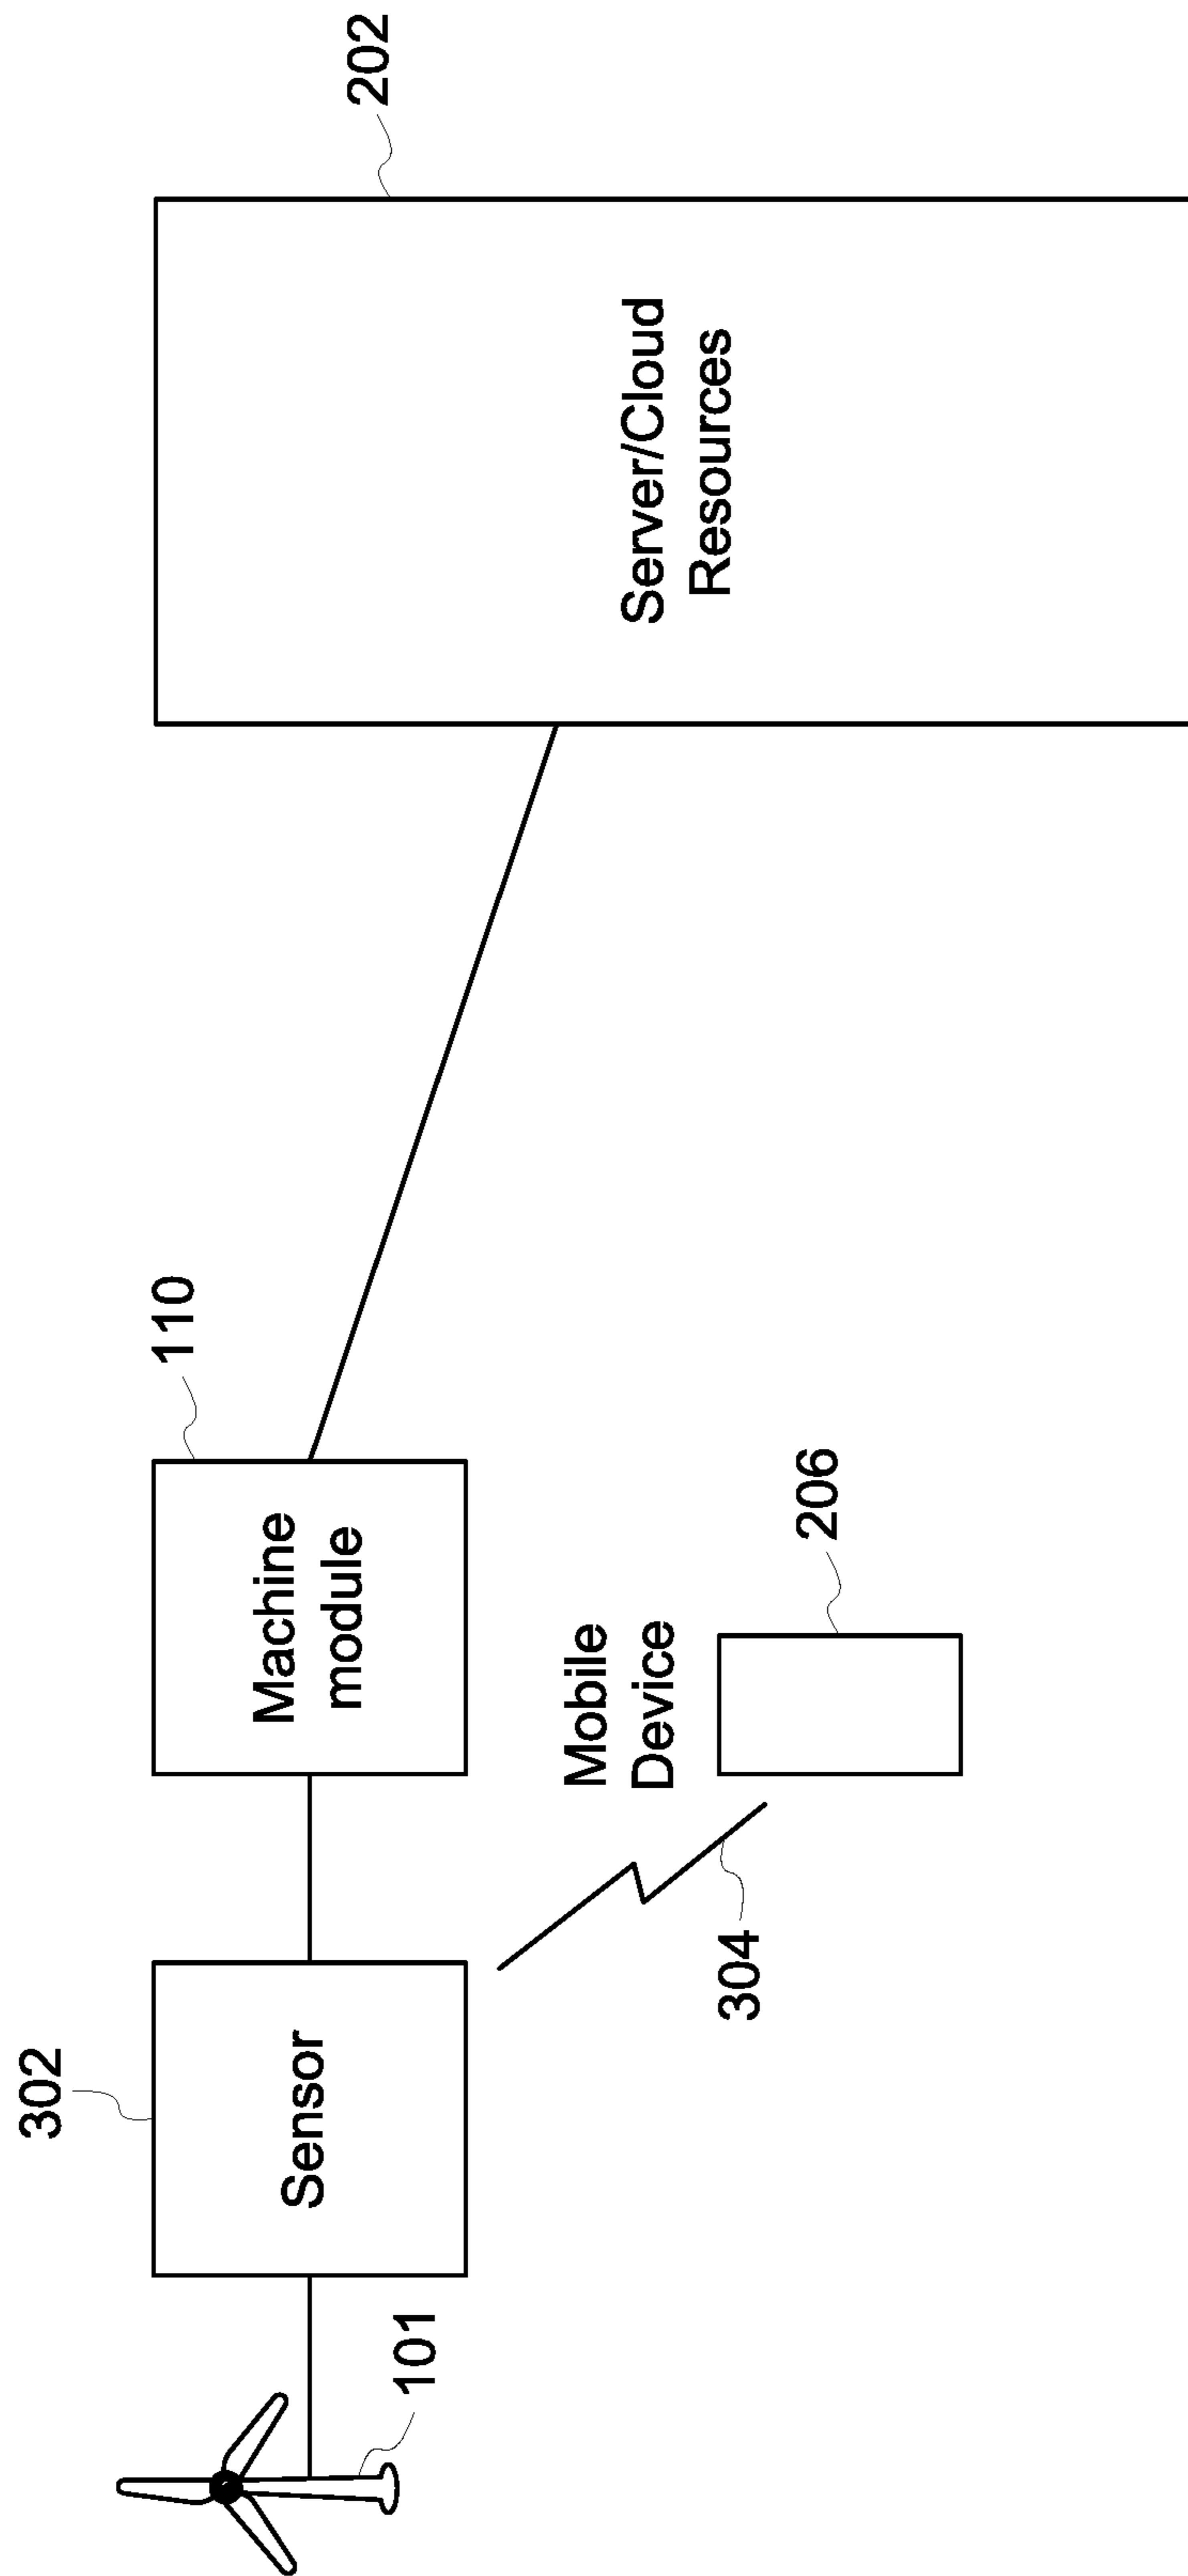 302
Sensor
101
Machine
module
110
Mobile
Device
206
304
Server/Cloud
Resources
202